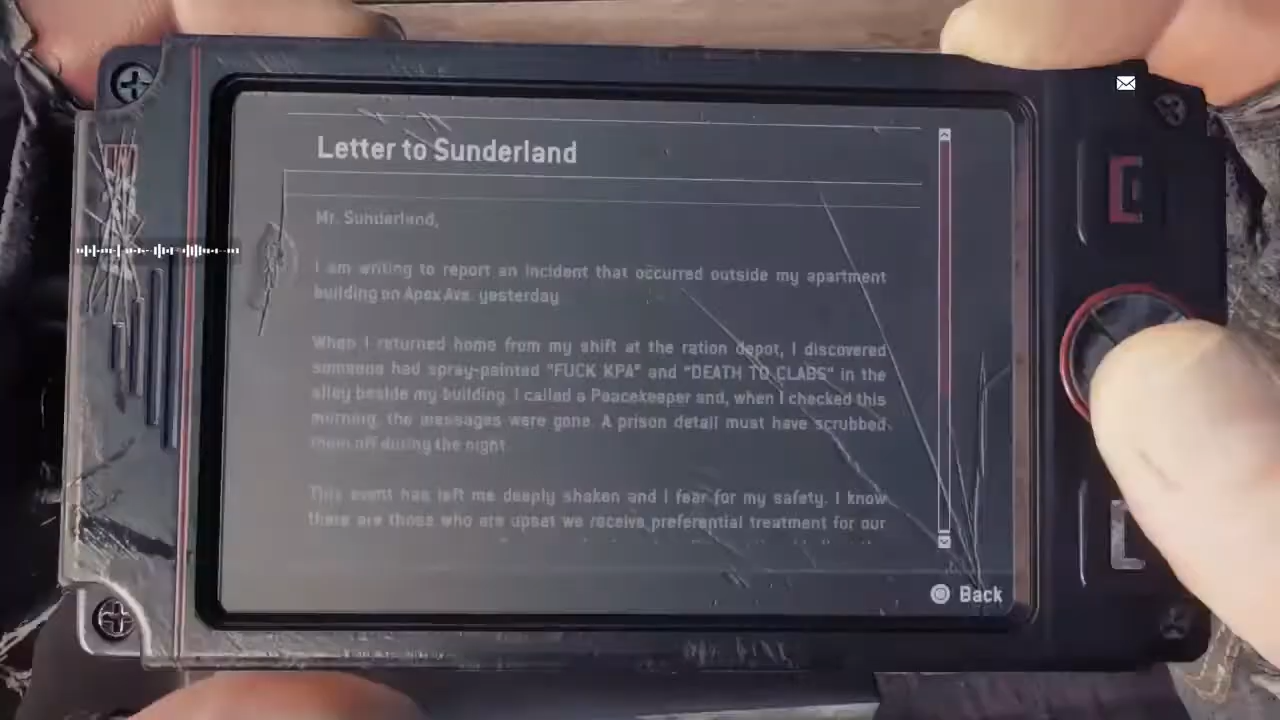 Letter to Sunderland
Mr. Sunderland,
I am writing to report an incident that occurred outside my apartment
building on Apex Ave. yesterday
When I returned home from my shift at the ration depot, I discovered
someone had spray-painted "FUCK KPA" and "DEATH TO CLABS" in the
alley beside my building. I called a Peacekeeper and, when I checked this
morning, the messages were gone. A prison detail must have scrubbed
them off during the night.
This event has left me deeply shaken and I fear for my safety. I know
there are those who are upset we receive preferential treatment for our
Back